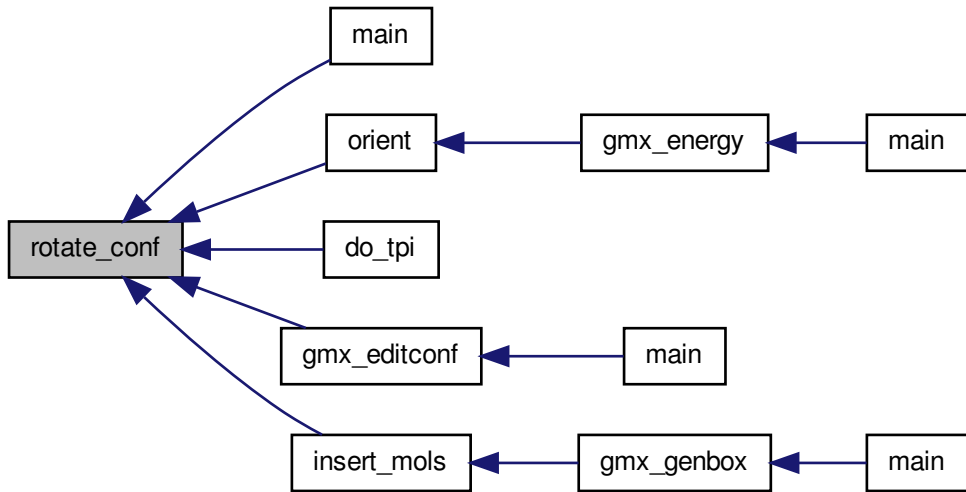 main
orient
gmx_energy
main
rotate_conf
do_tpi
gmx_editconf
main
insert_mols
gmx_genbox
main